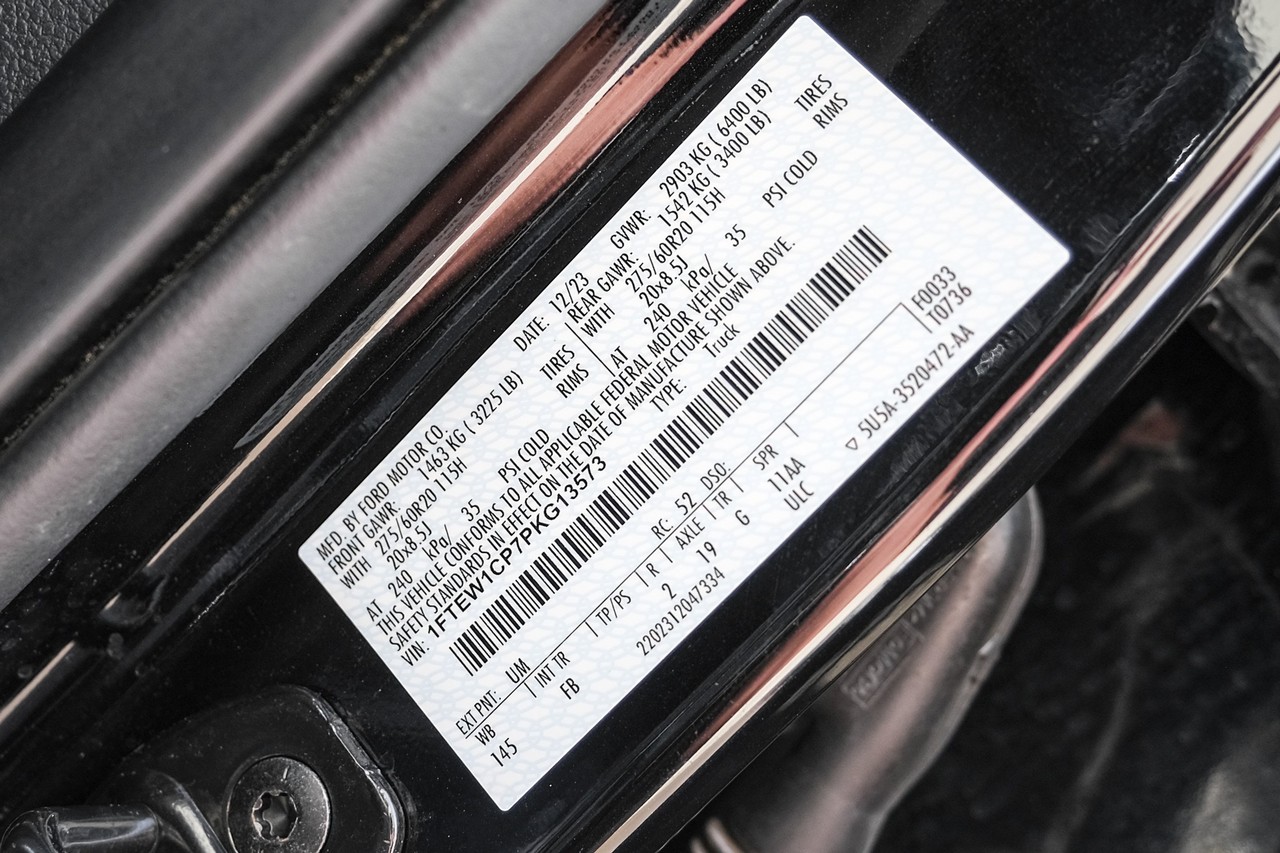 MFD. BY FORD MOTOR CO. DATE: 12/23 GVWR: 2903 KG ( 6400 LB)
FRONT GAWR: 1463 KG ( 3225 LB) REAR GAWR: 1542 KG ( 3400 LB)
WITH 275/60R20 115H TIRES WITH 275/60R20 115H TIRES
20x8.5J RIMS 20x8.5J RIMS
AT 240 kPa/ 35 PSI COLD AT 240 kPa/ 35 PSI COLD
THIS VEHICLE CONFORMS TO ALL APPLICABLE FEDERAL MOTOR VEHICLE
SAFETY STANDARDS IN EFFECT ON THE DATE OF MANUFACTURE SHOWN ABOVE.
VIN: 1FTEW1CP7PKG13573 TYPE: Truck
EXT PNT: UM RC: 52 DSO: F0033
WB INT TR TP/PS R AXLE TR SPR T0736
145 FB 2 19 G 11AA
2202312047334 ULC ▽ 5U5A-3520472-AA